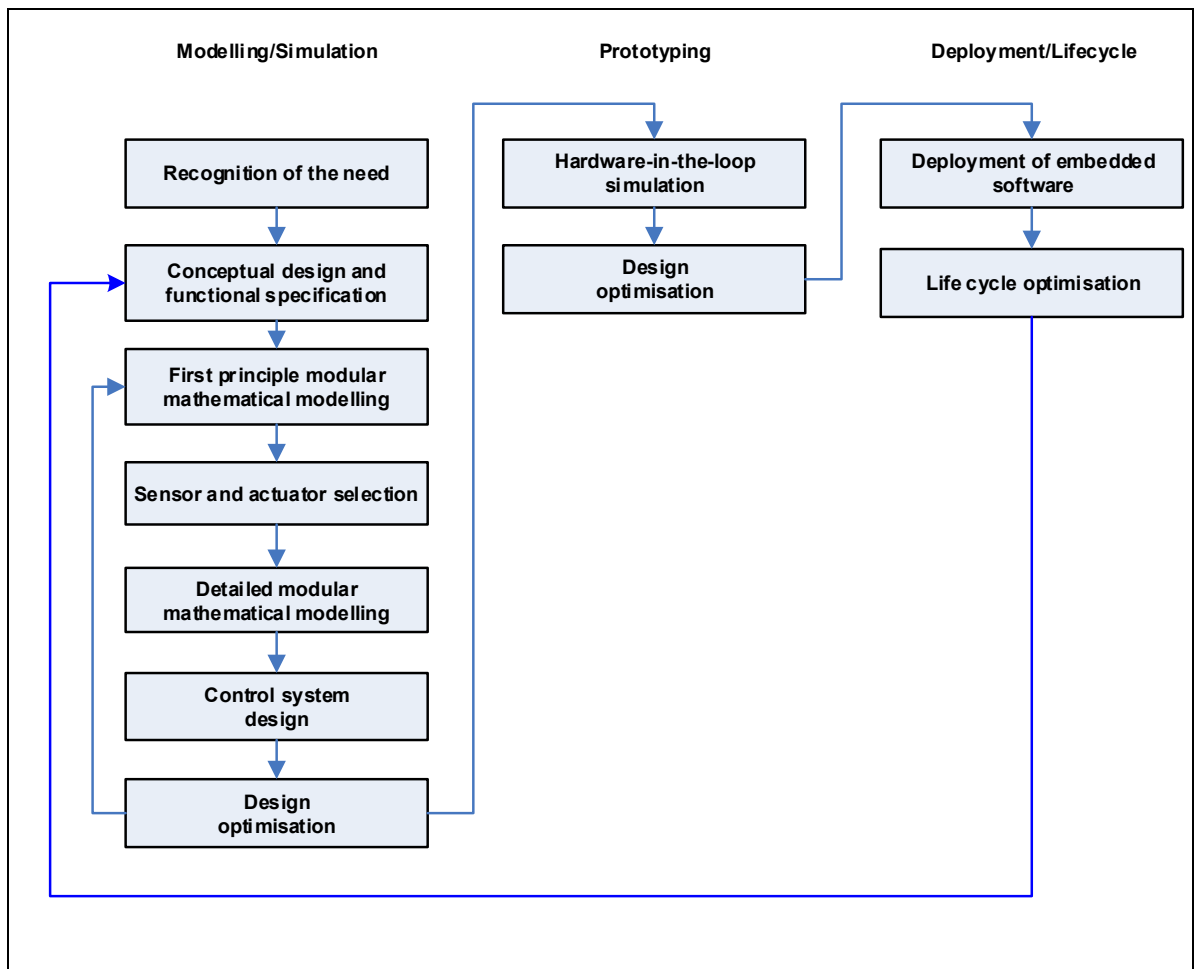 Modelling/Simulation
Prototyping
Deployment/Lifecycle
Recognition of the need
Conceptual design and
functional specification
First principle modular
mathematical modelling
Sensor and actuator selection
Detailed modular
mathematical modelling
Control system
design
Design
optimisation
Hardware-in-the-loop
simulation
Design
optimisation
Deployment of embedded
software
Life cycle optimisation